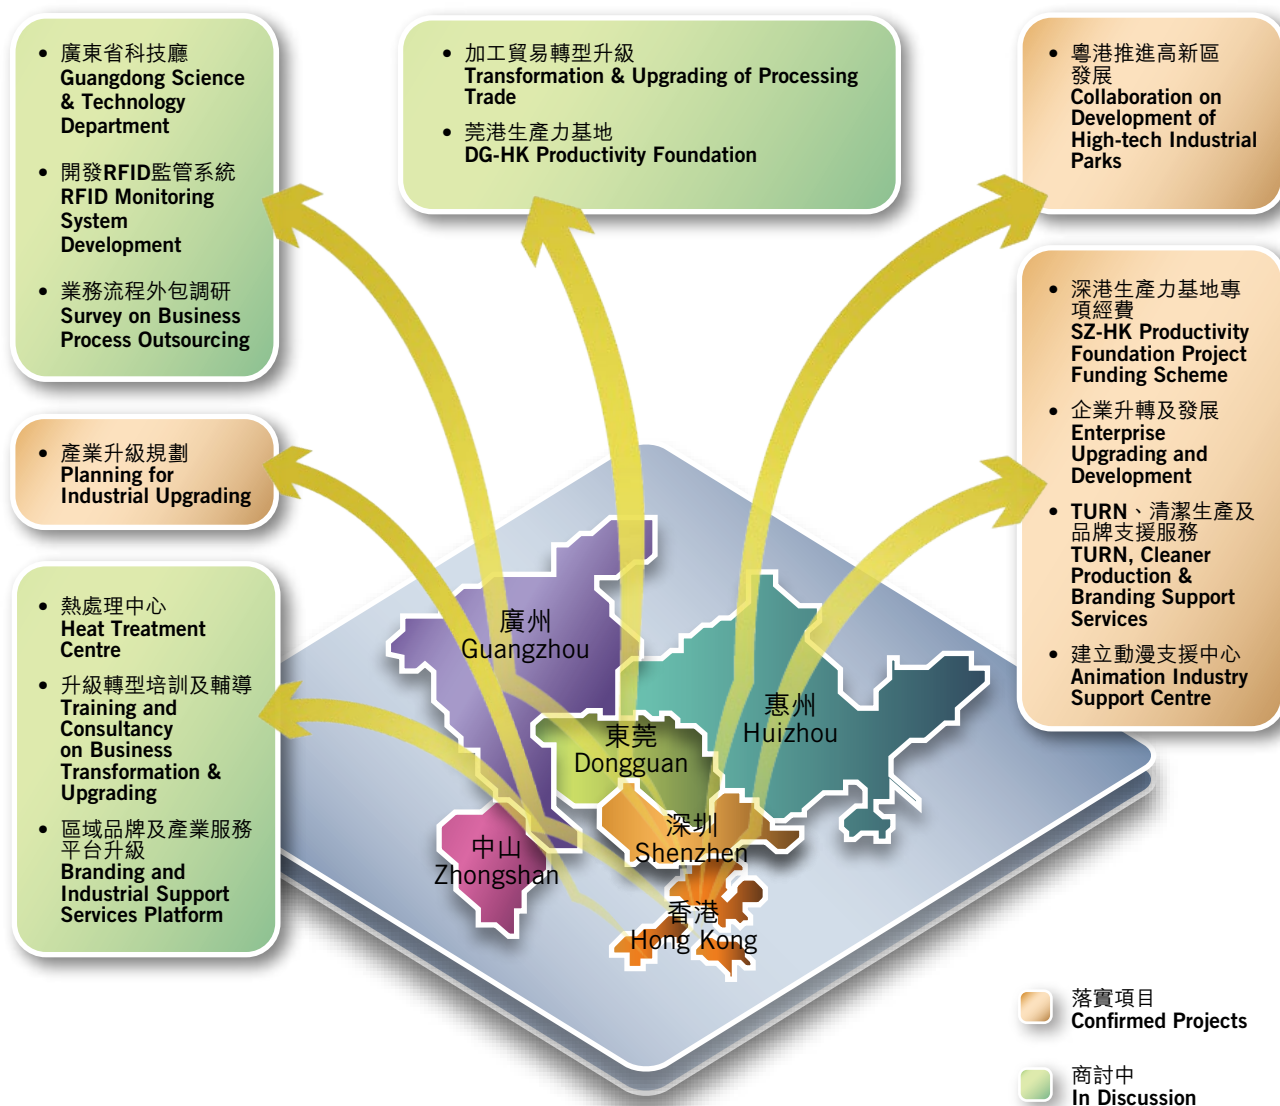 • 廣東省科技廳
Guangdong Science
& Technology
Department
• 開發RFID監管系統
RFID Monitoring
System
Development
• 業務流程外包調研
Survey on Business
Process Outsourcing
• 加工貿易轉型升級
Transformation & Upgrading of Processing
Trade
• 莞港生產力基地
DG-HK Productivity Foundation
• 粵港推進高新區
發展
Collaboration on
Development of
High-tech Industrial
Parks
• 深港生產力基地專
項經費
SZ-HK Productivity
Foundation Project
Funding Scheme
• 企業升轉及發展
Enterprise
Upgrading and
Development
• TURN、清潔生產及
品牌支援服務
TURN, Cleaner
Production &
Branding Support
Services
• 建立動漫支援中心
Animation Industry
Support Centre
• 產業升級規劃
Planning for
Industrial Upgrading
• 熱處理中心
Heat Treatment
Centre
• 升級轉型培訓及輔導
Training and
Consultancy
on Business
Transformation &
Upgrading
• 區域品牌及產業服務
平台升級
Branding and
Industrial Support
Services Platform
廣州
Guangzhou
惠州
Huizhou
東莞
Dongguan
深圳
Shenzhen
中山
Zhongshan
香港
Hong Kong
落實項目
Confirmed Projects
商討中
In Discussion